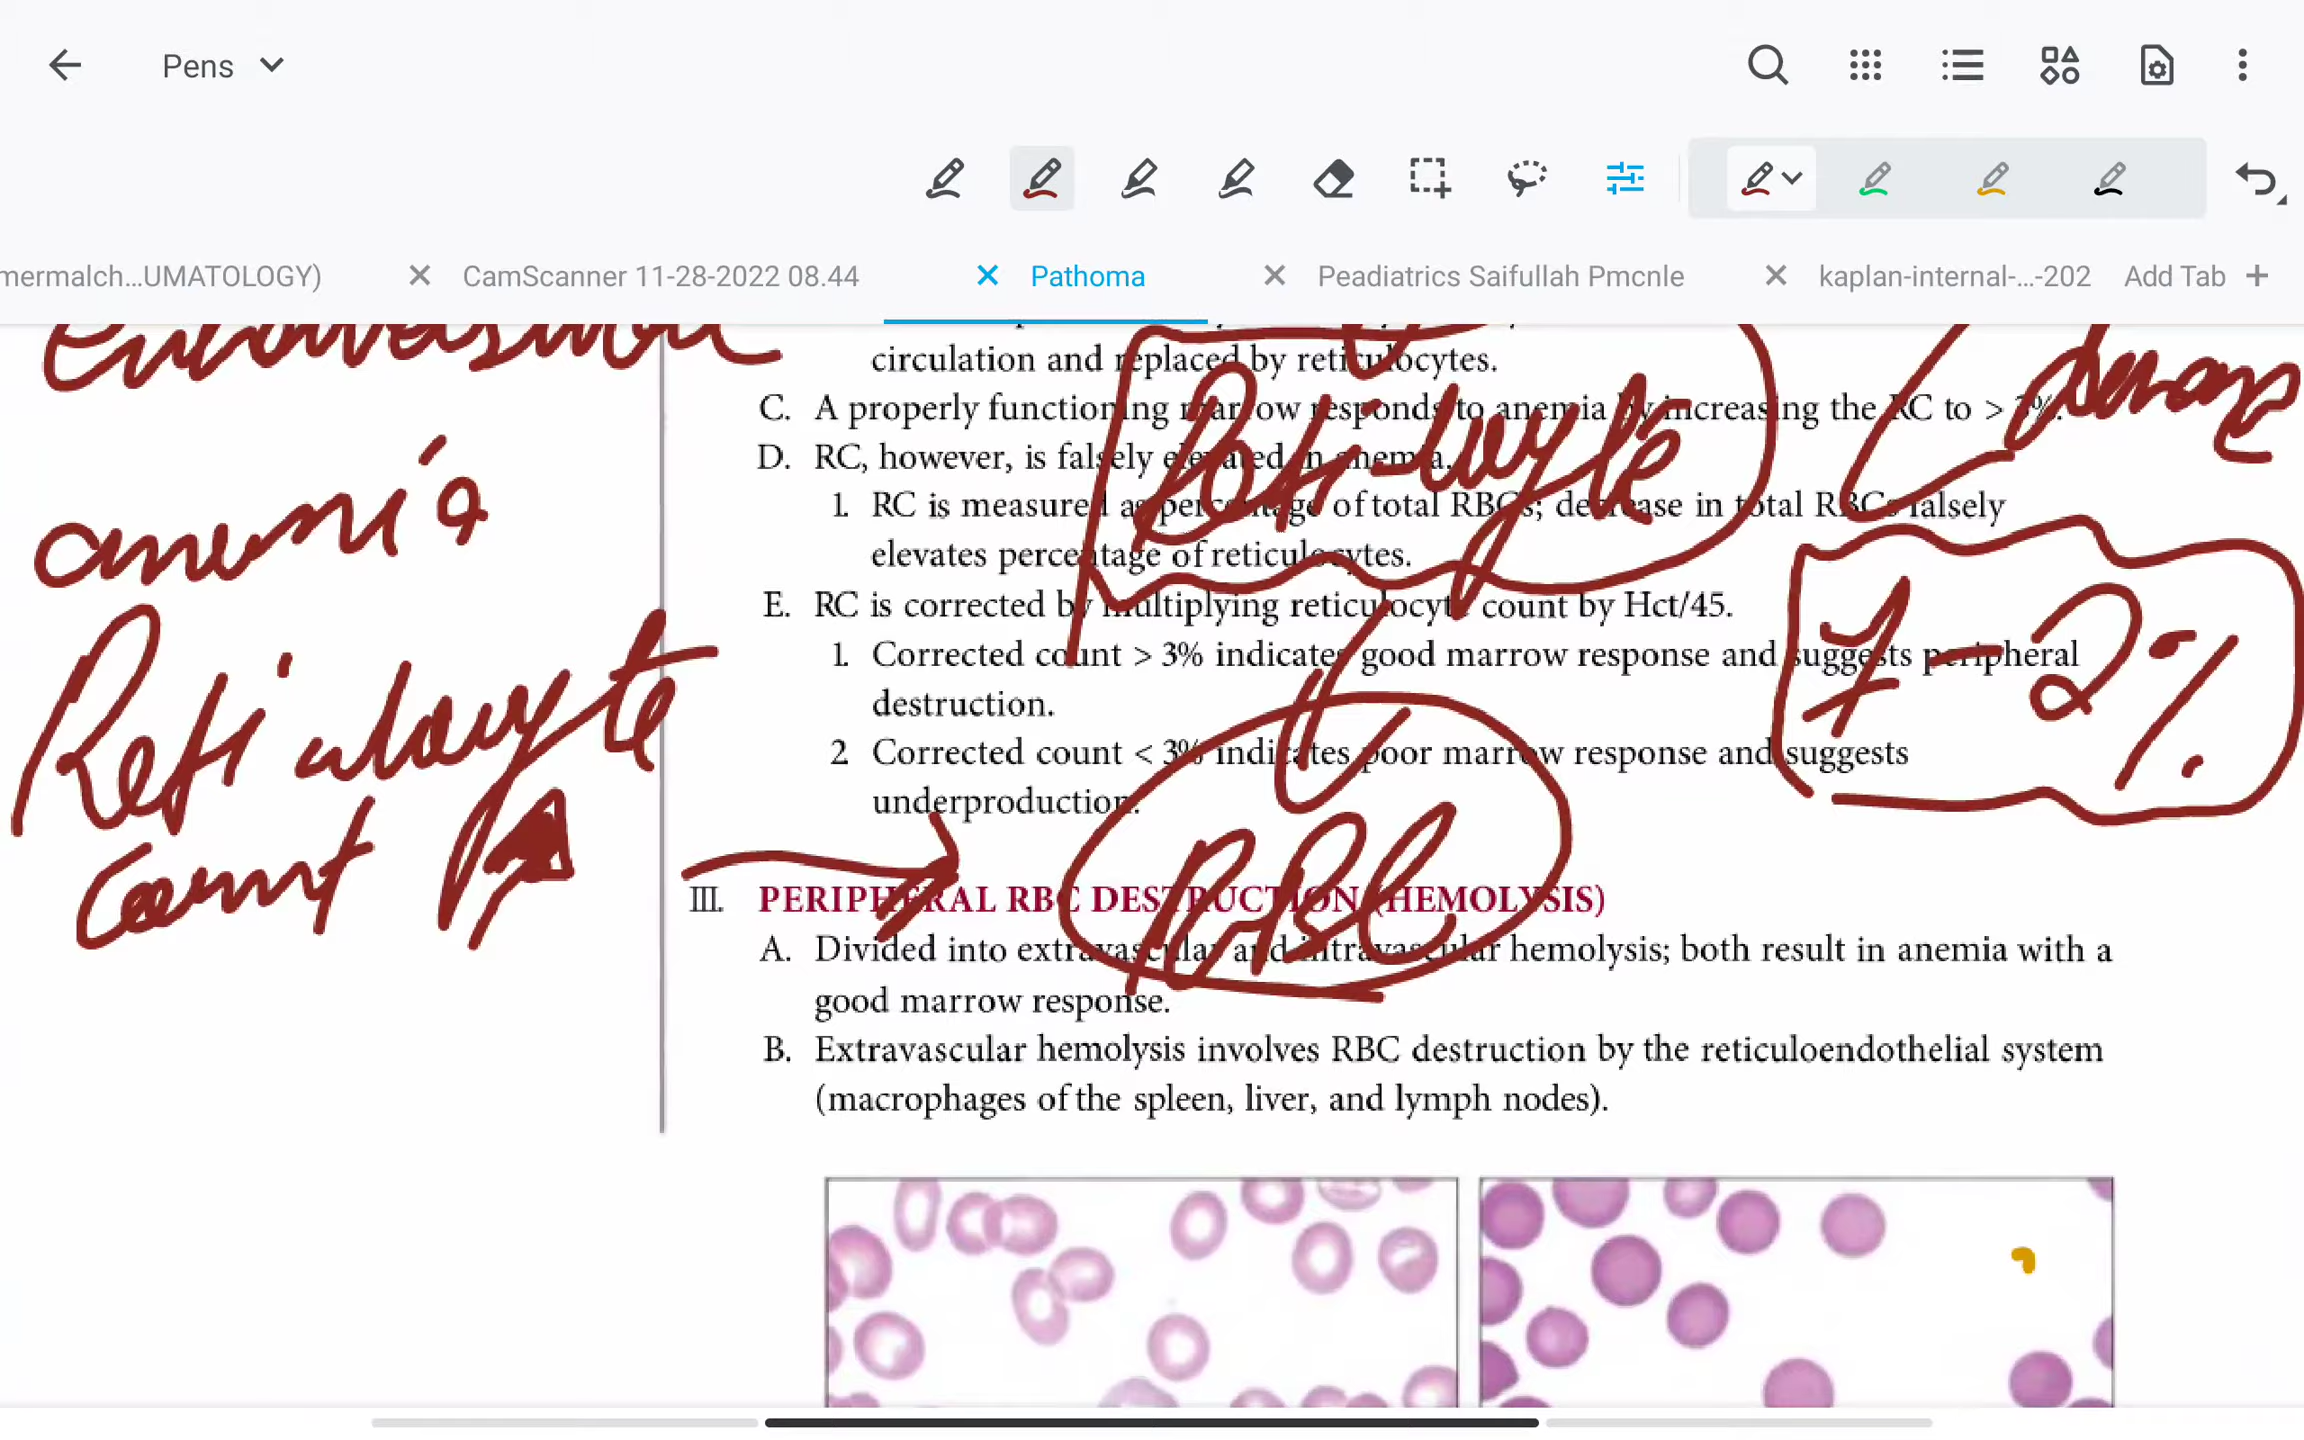 Pens
mermalch...UMATOLOGY)
CamScanner 11-28-2022 08.44
Pathoma
Peadiatrics Saifullah Pmcnle
kaplan-internal-...-202
Add Tab
circulation and replaced by reticulocytes.
C. A properly functioning marrow responds to anemia by increasing the RC to > 3%.
D. RC, however, is falsely elevated in anemia.
1. RC is measured as percentage of total RBCs; decrease in total RBCs falsely
elevates percentage of reticulocytes.
E. RC is corrected by multiplying reticulocyte count by Hct/45.
1. Corrected count > 3% indicates good marrow response and suggests peripheral
destruction.
2 Corrected count < 3% indicates poor marrow response and suggests
underproduction.
III. PERIPHERAL RBC DESTRUCTION (HEMOLYSIS)
A. Divided into extravascular and intravascular hemolysis; both result in anemia with a
good marrow response.
B. Extravascular hemolysis involves RBC destruction by the reticuloendothelial system
(macrophages of the spleen, liver, and lymph nodes).
anemia
Reticulocyte
count
RBC
1-2%